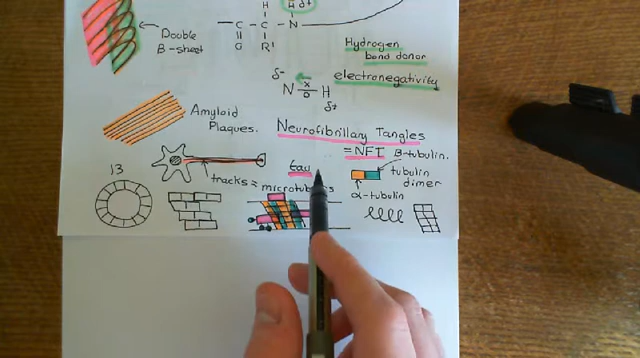 H H δ+
— C — C — N
O R'
Double
β-sheet
Hydrogen
bond donor
electronegativity
δ-
N x o H
δ+
Amyloid
Plaques.
Neurofibrillary Tangles
= NFT
β-tubulin.
tau
tubulin
dimer
tracks = microtubules
α-tubulin
13